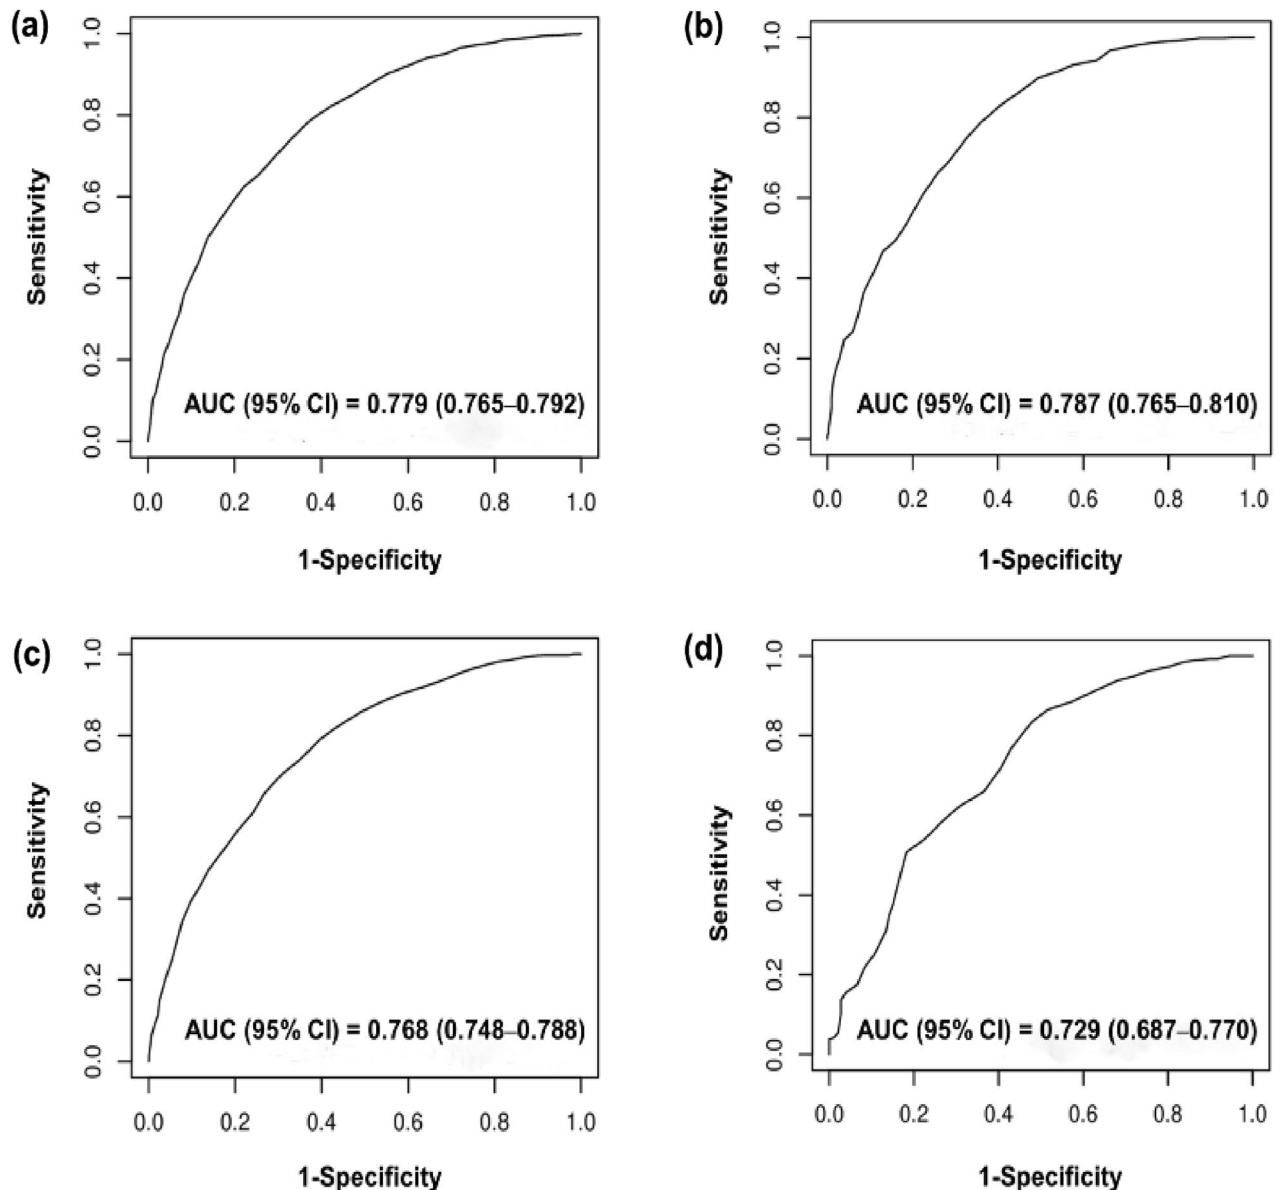 (a)
1.0
0.8
0.6
0.4
0.2
0.0
Sensitivity
AUC (95% CI) = 0.779 (0.765–0.792)
0.0 0.2 0.4 0.6 0.8 1.0
1-Specificity
(b)
1.0
0.8
0.6
0.4
0.2
0.0
Sensitivity
AUC (95% CI) = 0.787 (0.765–0.810)
0.0 0.2 0.4 0.6 0.8 1.0
1-Specificity
(c)
1.0
0.8
0.6
0.4
0.2
0.0
Sensitivity
AUC (95% CI) = 0.768 (0.748–0.788)
0.0 0.2 0.4 0.6 0.8 1.0
1-Specificity
(d)
1.0
0.8
0.6
0.4
0.2
0.0
Sensitivity
AUC (95% CI) = 0.729 (0.687–0.770)
0.0 0.2 0.4 0.6 0.8 1.0
1-Specificity